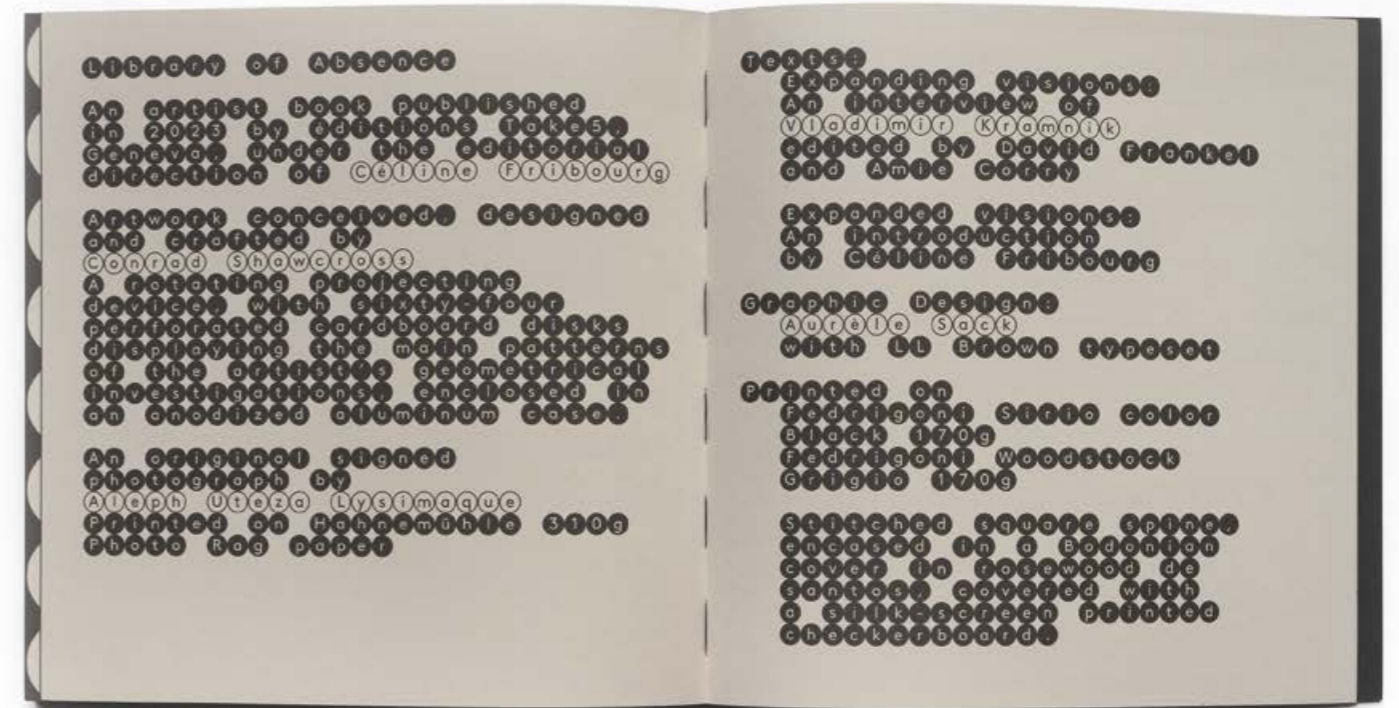 Library of Absence
An artist book published
in 2023 by éditions Take5,
Geneva, under the editorial
direction of Céline Fribourg
Artwork conceived, designed
and crafted by
Conrad Shawcross
A rotating projecting
device, with sixty-four
perforated cardboard disks
displaying the main patterns
of the artist's geometrical
investigations, enclosed in
an anodized aluminum case.
An original signed
photograph by
Aleph Uteza Lysimaque
Printed on Hahnemühle 310g
Photo Rag paper
Texts:
Expanding visions:
An interview of
Vladimir Kramnik
edited by David Frankel
and Amie Corry
Expanded visions:
An introduction
by Céline Fribourg
Graphic Design:
Aurèle Sack
with LL Brown typeset
Printed on
Fedrigoni Sirio color
Black 170g
Fedrigoni Woodstock
Grigio 170g
Stitched square spine,
encased in a Bodonian
cover in rosewood de
santos, covered with
a silk-screen printed
checkerboard.